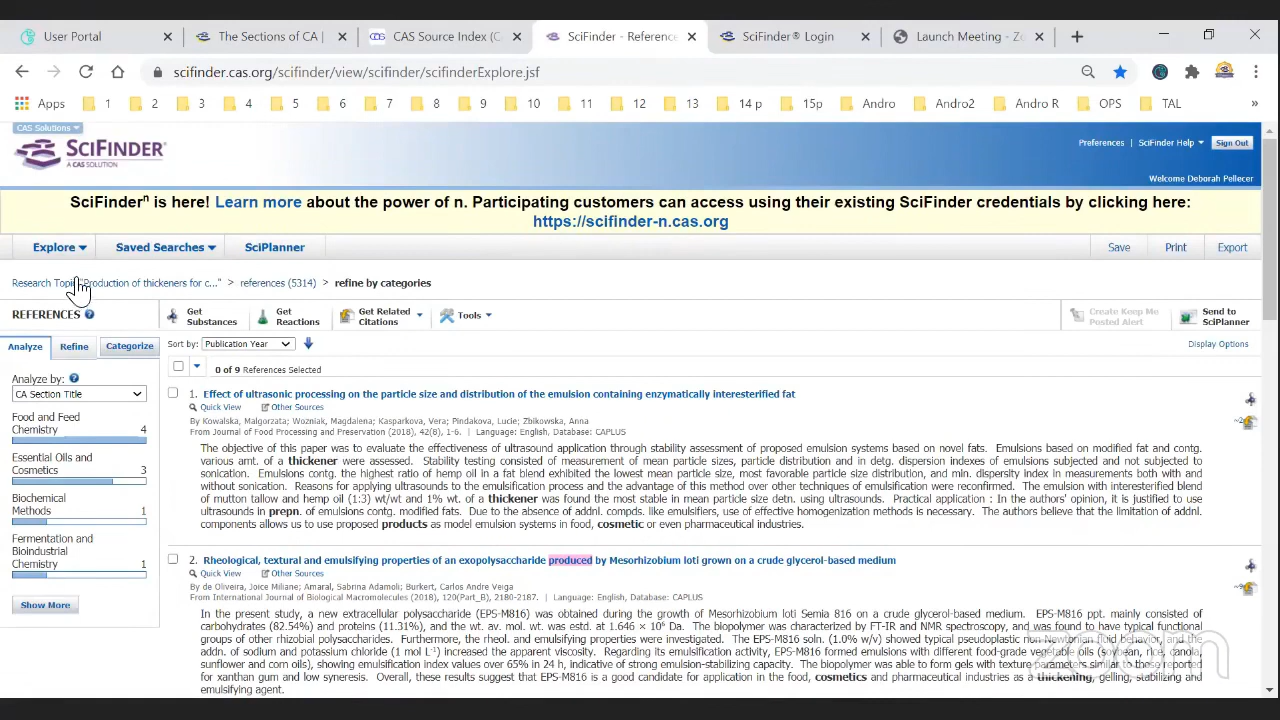 User Portal
The Sections of CA |
CAS Source Index (C
SciFinder - Reference
SciFinder® Login
Launch Meeting - Zo
scifinder.cas.org/scifinder/view/scifinder/scifinderExplore.jsf
Apps 1 2 3 4 5 6 7 8 9 10 11 12 13 14 p 15p Andro Andro2 Andro R OPS TAL »
CAS Solutions
SCIFINDER®
A CAS SOLUTION
Preferences | SciFinder Help Sign Out
Welcome Deborah Pellecer
SciFinderⁿ is here! Learn more about the power of n. Participating customers can access using their existing SciFinder credentials by clicking here:
https://scifinder-n.cas.org
Explore Saved Searches SciPlanner Save Print Export
Research Topic "Production of thickeners for c..." > references (5314) > refine by categories
REFERENCES
Get Substances
Get Reactions
Get Related Citations
Tools
Create Keep Me Posted Alert
Send to SciPlanner
Analyze Refine Categorize
Sort by: Publication Year
Display Options
0 of 9 References Selected
Analyze by:
CA Section Title
Food and Feed
Chemistry 4
Essential Oils and
Cosmetics 3
Biochemical
Methods 1
Fermentation and
Bioindustrial
Chemistry 1
Show More
1. Effect of ultrasonic processing on the particle size and distribution of the emulsion containing enzymatically interesterified fat
Quick View Other Sources
By Kowalska, Malgorzata; Wozniak, Magdalena; Kasparkova, Vera; Pindakova, Lucie; Zbikowska, Anna
From Journal of Food Processing and Preservation (2018), 42(8), 1-6. | Language: English, Database: CAPLUS
The objective of this paper was to evaluate the effectiveness of ultrasound application through stability assessment of proposed emulsion systems based on novel fats. Emulsions based on modified fat and contg.
various amt. of a thickener were assessed. Stability testing consisted of measurement of mean particle sizes, particle distribution and in detg. dispersion indexes of emulsions subjected and not subjected to
sonication. Emulsions contg. the highest ratio of hemp oil in a fat blend exhibited the lowest mean particle size, most favorable particle size distribution, and min. dispersity index in measurements both with and
without sonication. Reasons for applying ultrasounds to the emulsification process and the advantage of this method over other techniques of emulsification were reconfirmed. The emulsion with interesterified blend
of mutton tallow and hemp oil (1:3) wt/wt and 1% wt. of a thickener was found the most stable in mean particle size detn. using ultrasounds. Practical application : In the authors' opinion, it is justified to use
ultrasounds in prepn. of emulsions contg. modified fats. Due to the absence of addnl. compds. like emulsifiers, use of effective homogenization methods is necessary. The authors believe that the limitation of addnl.
components allows us to use proposed products as model emulsion systems in food, cosmetic or even pharmaceutical industries.
2. Rheological, textural and emulsifying properties of an exopolysaccharide produced by Mesorhizobium loti grown on a crude glycerol-based medium
Quick View Other Sources
By de Oliveira, Joice Miliane; Amaral, Sabrina Adamoli; Burkert, Carlos Andre Veiga
From International Journal of Biological Macromolecules (2018), 120(Part_B), 2180-2187. | Language: English, Database: CAPLUS
In the present study, a new extracellular polysaccharide (EPS-M816) was obtained during the growth of Mesorhizobium loti Semia 816 on a crude glycerol-based medium. EPS-M816 ppt. mainly consisted of
carbohydrates (82.54%) and proteins (11.31%), and the wt. av. mol. wt. was estd. at 1.646 × 10⁶ Da. The biopolymer was characterized by FT-IR and NMR spectroscopy, and was found to have typical functional
groups of other rhizobial polysaccharides. Furthermore, the rheol. and emulsifying properties were investigated. The EPS-M816 soln. (1.0% w/v) showed typical pseudoplastic non-Newtonian fluid behavior, and the
addn. of sodium and potassium chloride (1 mol L⁻¹) increased the apparent viscosity. Regarding its emulsification activity, EPS-M816 formed emulsions with different food-grade vegetable oils (soybean, rice, canola,
sunflower and corn oils), showing emulsification index values over 65% in 24 h, indicative of strong emulsion-stabilizing capacity. The biopolymer was able to form gels with texture parameters similar to those reported
for xanthan gum and low syneresis. Overall, these results suggest that EPS-M816 is a good candidate for application in the food, cosmetics and pharmaceutical industries as a thickening, gelling, stabilizing and
emulsifying agent.
zoom